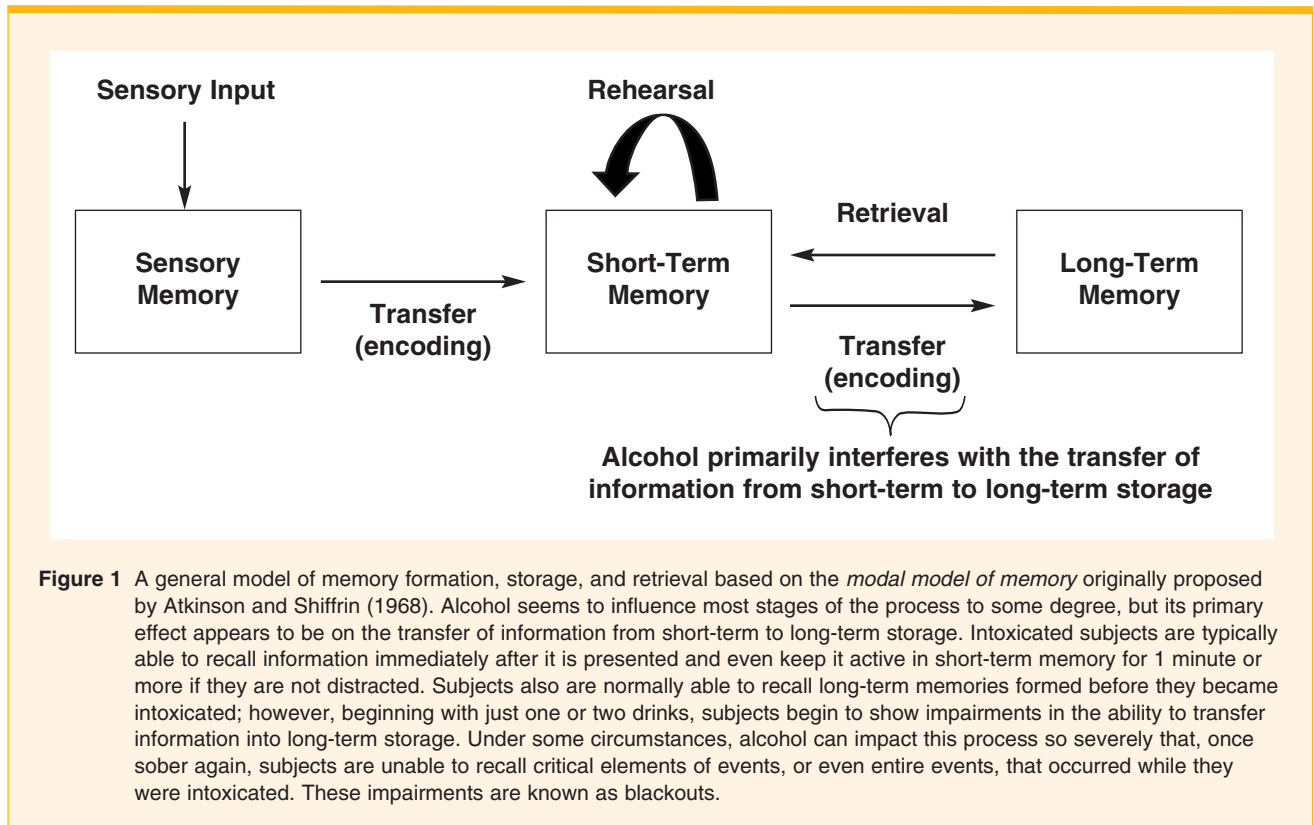 Sensory Input
Rehearsal
Sensory
Memory
Transfer
(encoding)
Short-Term
Memory
Retrieval
Transfer
(encoding)
Long-Term
Memory
Alcohol primarily interferes with the transfer of
information from short-term to long-term storage
Figure 1 A general model of memory formation, storage, and retrieval based on the modal model of memory originally proposed
by Atkinson and Shiffrin (1968). Alcohol seems to influence most stages of the process to some degree, but its primary
effect appears to be on the transfer of information from short-term to long-term storage. Intoxicated subjects are typically
able to recall information immediately after it is presented and even keep it active in short-term memory for 1 minute or
more if they are not distracted. Subjects also are normally able to recall long-term memories formed before they became
intoxicated; however, beginning with just one or two drinks, subjects begin to show impairments in the ability to transfer
information into long-term storage. Under some circumstances, alcohol can impact this process so severely that, once
sober again, subjects are unable to recall critical elements of events, or even entire events, that occurred while they
were intoxicated. These impairments are known as blackouts.